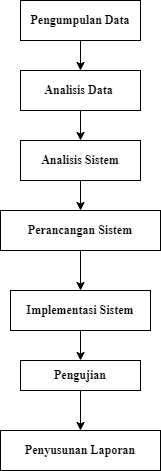 Pengumpulan Data
Analisis Data
Analisis Sistem
Perancangan Sistem
Implementasi Sistem
Pengujian
Penyusunan Laporan